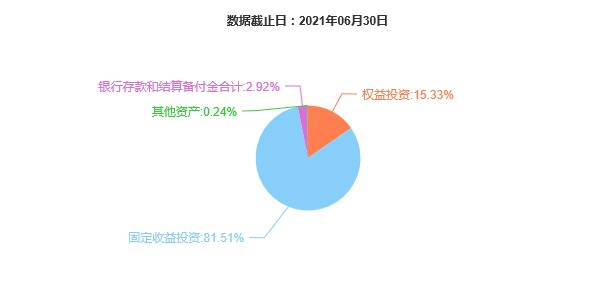 数据截止日：2021年06月30日
银行存款和结算备付金合计:2.92%
权益投资:15.33%
其他资产:0.24%
固定收益投资:81.51%